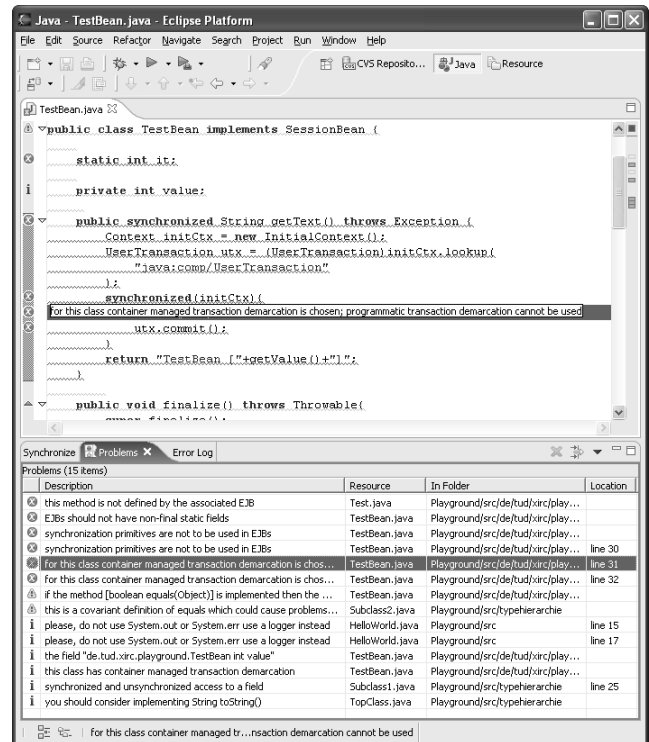 Java - TestBean.java - Eclipse Platform
File Edit Source Refactor Navigate Search Project Run Window Help
CVS Reposito... Java Resource
TestBean.java
public class TestBean implements SessionBean {
static int it;
private int value;
public synchronized String getText() throws Exception {
Context initCtx = new InitialContext();
UserTransaction utx = (UserTransaction)initCtx.lookup(
"java:comp/UserTransaction"
);
synchronized(initCtx){
for this class container managed transaction demarcation is chosen; programmatic transaction demarcation cannot be used
utx.commit();
}
return "TestBean ["+getValue()+"]";
}
public void finalize() throws Throwable{
super.finalize();
Synchronize Problems Error Log
Problems (15 items)
Description Resource In Folder Location
this method is not defined by the associated EJB Test.java Playground/src/de/tud/xirc/play...
EJBs should not have non-final static fields TestBean.java Playground/src/de/tud/xirc/play...
synchronization primitives are not to be used in EJBs TestBean.java Playground/src/de/tud/xirc/play...
synchronization primitives are not to be used in EJBs TestBean.java Playground/src/de/tud/xirc/play... line 30
for this class container managed transaction demarcation is chos... TestBean.java Playground/src/de/tud/xirc/play... line 31
for this class container managed transaction demarcation is chos... TestBean.java Playground/src/de/tud/xirc/play... line 32
if the method [boolean equals(Object)] is implemented then the ... TestBean.java Playground/src/de/tud/xirc/play...
this is a covariant definition of equals which could cause problems... Subclass2.java Playground/src/typehierarchie
i please, do not use System.out or System.err use a logger instead HelloWorld.java Playground/src line 15
i please, do not use System.out or System.err use a logger instead HelloWorld.java Playground/src line 17
i the field "de.tud.xirc.playground.TestBean int value" TestBean.java Playground/src/de/tud/xirc/play...
i this class has container managed transaction demarcation TestBean.java Playground/src/de/tud/xirc/play...
i synchronized and unsynchronized access to a field Subclass1.java Playground/src/typehierarchie line 25
i you should consider implementing String toString() TopClass.java Playground/src/typehierarchie
for this class container managed tr...nsaction demarcation cannot be used